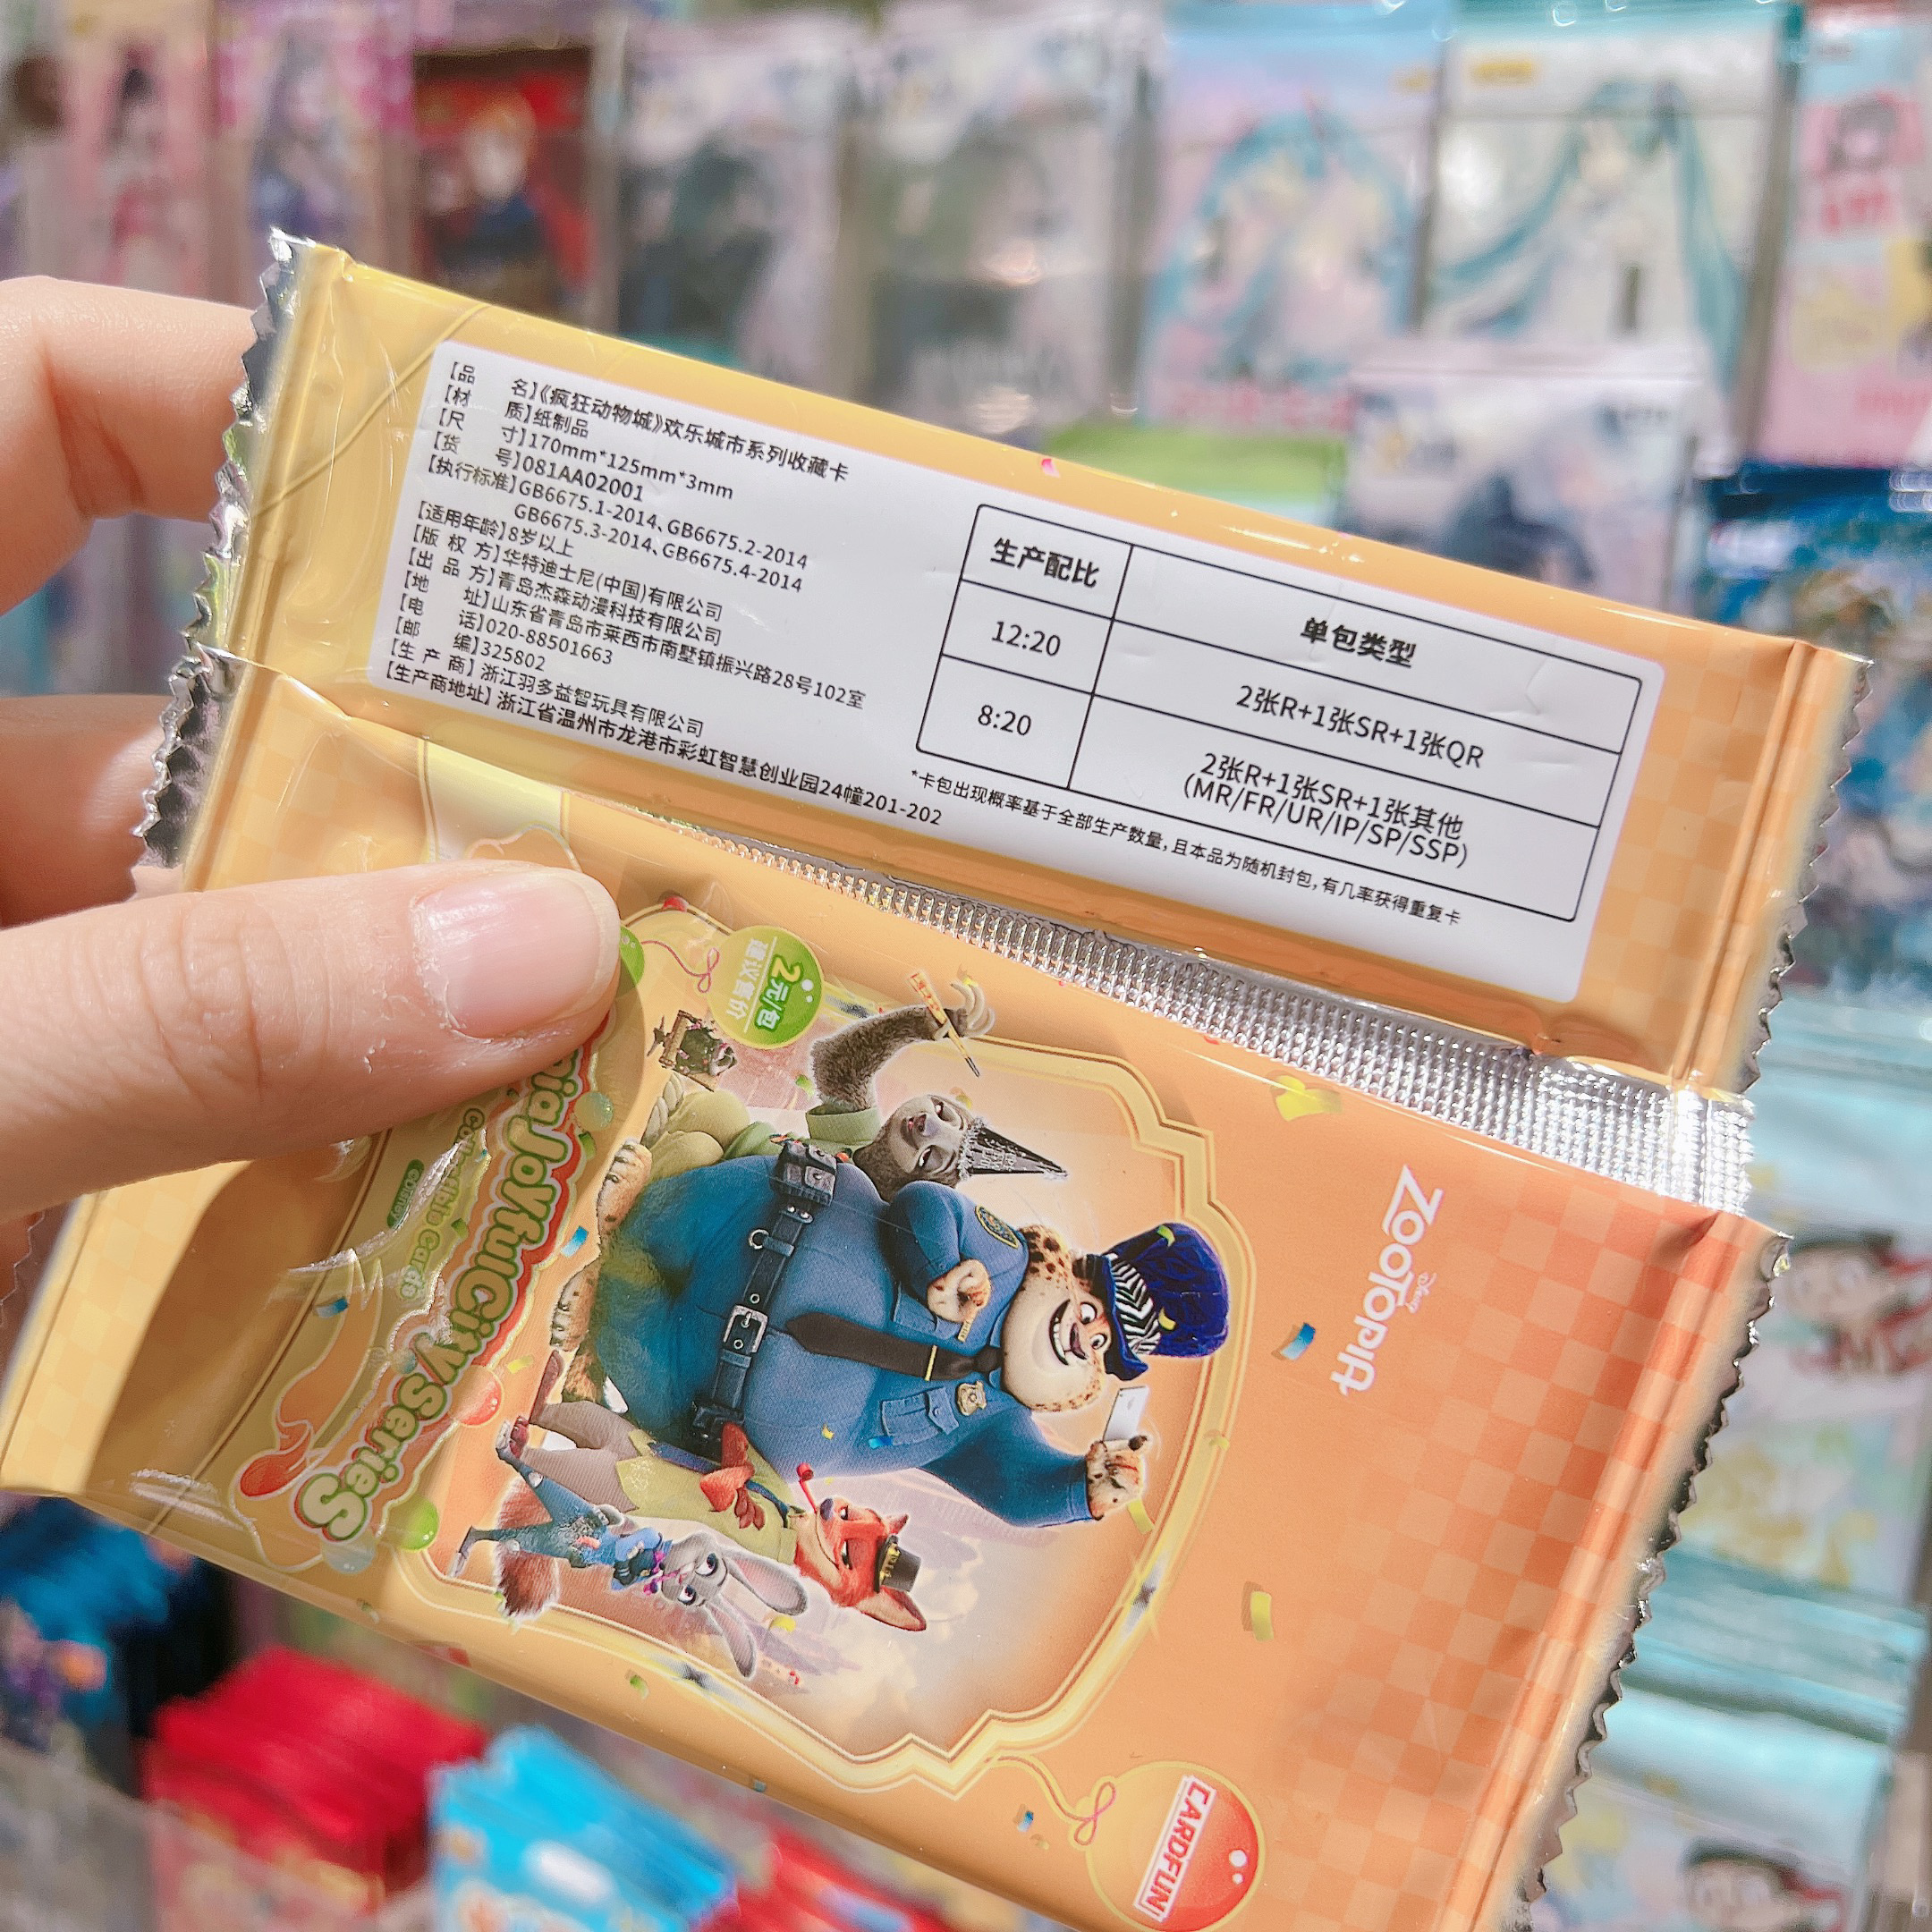 【品 名】《疯狂动物城》欢乐城市系列收藏卡
【材 质】纸制品
【尺 寸】170mm*125mm*3mm
【货 号】081AA02001
【执行标准】GB6675.1-2014、GB6675.2-2014
GB6675.3-2014、GB6675.4-2014
【适用年龄】8岁以上
【版 权 方】华特迪士尼(中国)有限公司
【出 品 方】青岛杰森动漫科技有限公司
【地 址】山东省青岛市莱西市南墅镇振兴路28号102室
【电 话】020-88501663
【邮 编】325802
【生 产 商】浙江羽多益智玩具有限公司
【生产商地址】浙江省温州市龙港市彩虹智慧创业园24幢201-202
生产配比 单包类型
12:20 2张R+1张SR+1张QR
8:20 2张R+1张SR+1张其他
(MR/FR/UR/IP/SP/SSP)
*卡包出现概率基于全部生产数量,且本品为随机封包,有几率获得重复卡
2元/包
建议售价
Disney
ZOOTOPIA
JoyfulCitySeries
Collectible Cards
©Disney
CARDFUN